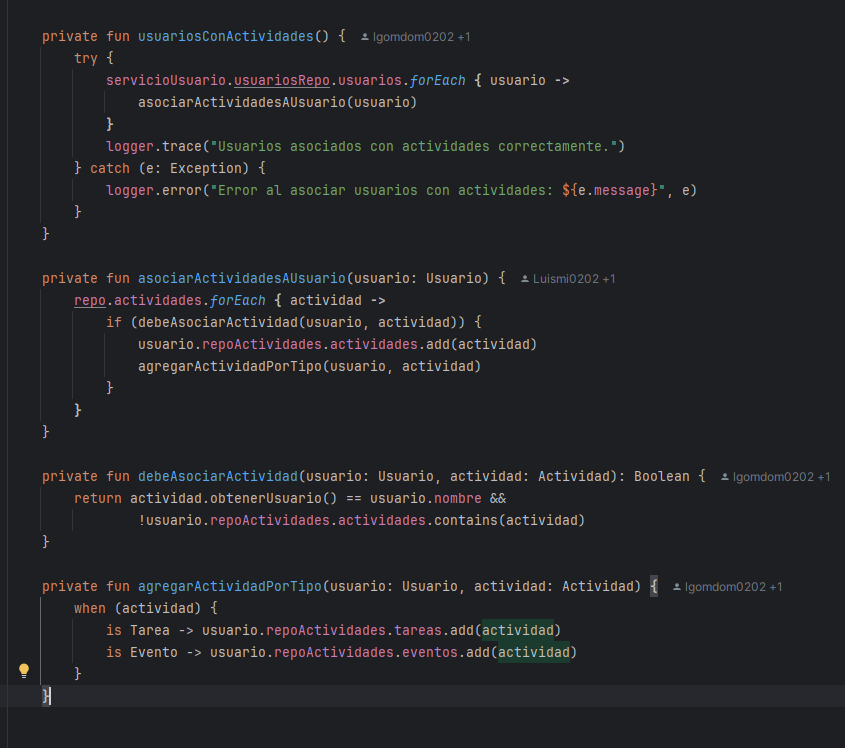 private fun usuariosConActividades() { lgomdom0202 +1
    try {
        servicioUsuario.usuariosRepo.usuarios.forEach { usuario ->
            asociarActividadesAUsuario(usuario)
        }
        logger.trace("Usuarios asociados con actividades correctamente.")
    } catch (e: Exception) {
        logger.error("Error al asociar usuarios con actividades: ${e.message}", e)
    }
}
private fun asociarActividadesAUsuario(usuario: Usuario) { Luismi0202 +1
    repo.actividades.forEach { actividad ->
        if (debeAsociarActividad(usuario, actividad)) {
            usuario.repoActividades.actividades.add(actividad)
            agregarActividadPorTipo(usuario, actividad)
        }
    }
}
private fun debeAsociarActividad(usuario: Usuario, actividad: Actividad): Boolean { lgomdom0202 +1
    return actividad.obtenerUsuario() == usuario.nombre &&
            !usuario.repoActividades.actividades.contains(actividad)
}
private fun agregarActividadPorTipo(usuario: Usuario, actividad: Actividad) { lgomdom0202 +1
    when (actividad) {
        is Tarea -> usuario.repoActividades.tareas.add(actividad)
        is Evento -> usuario.repoActividades.eventos.add(actividad)
    }
}